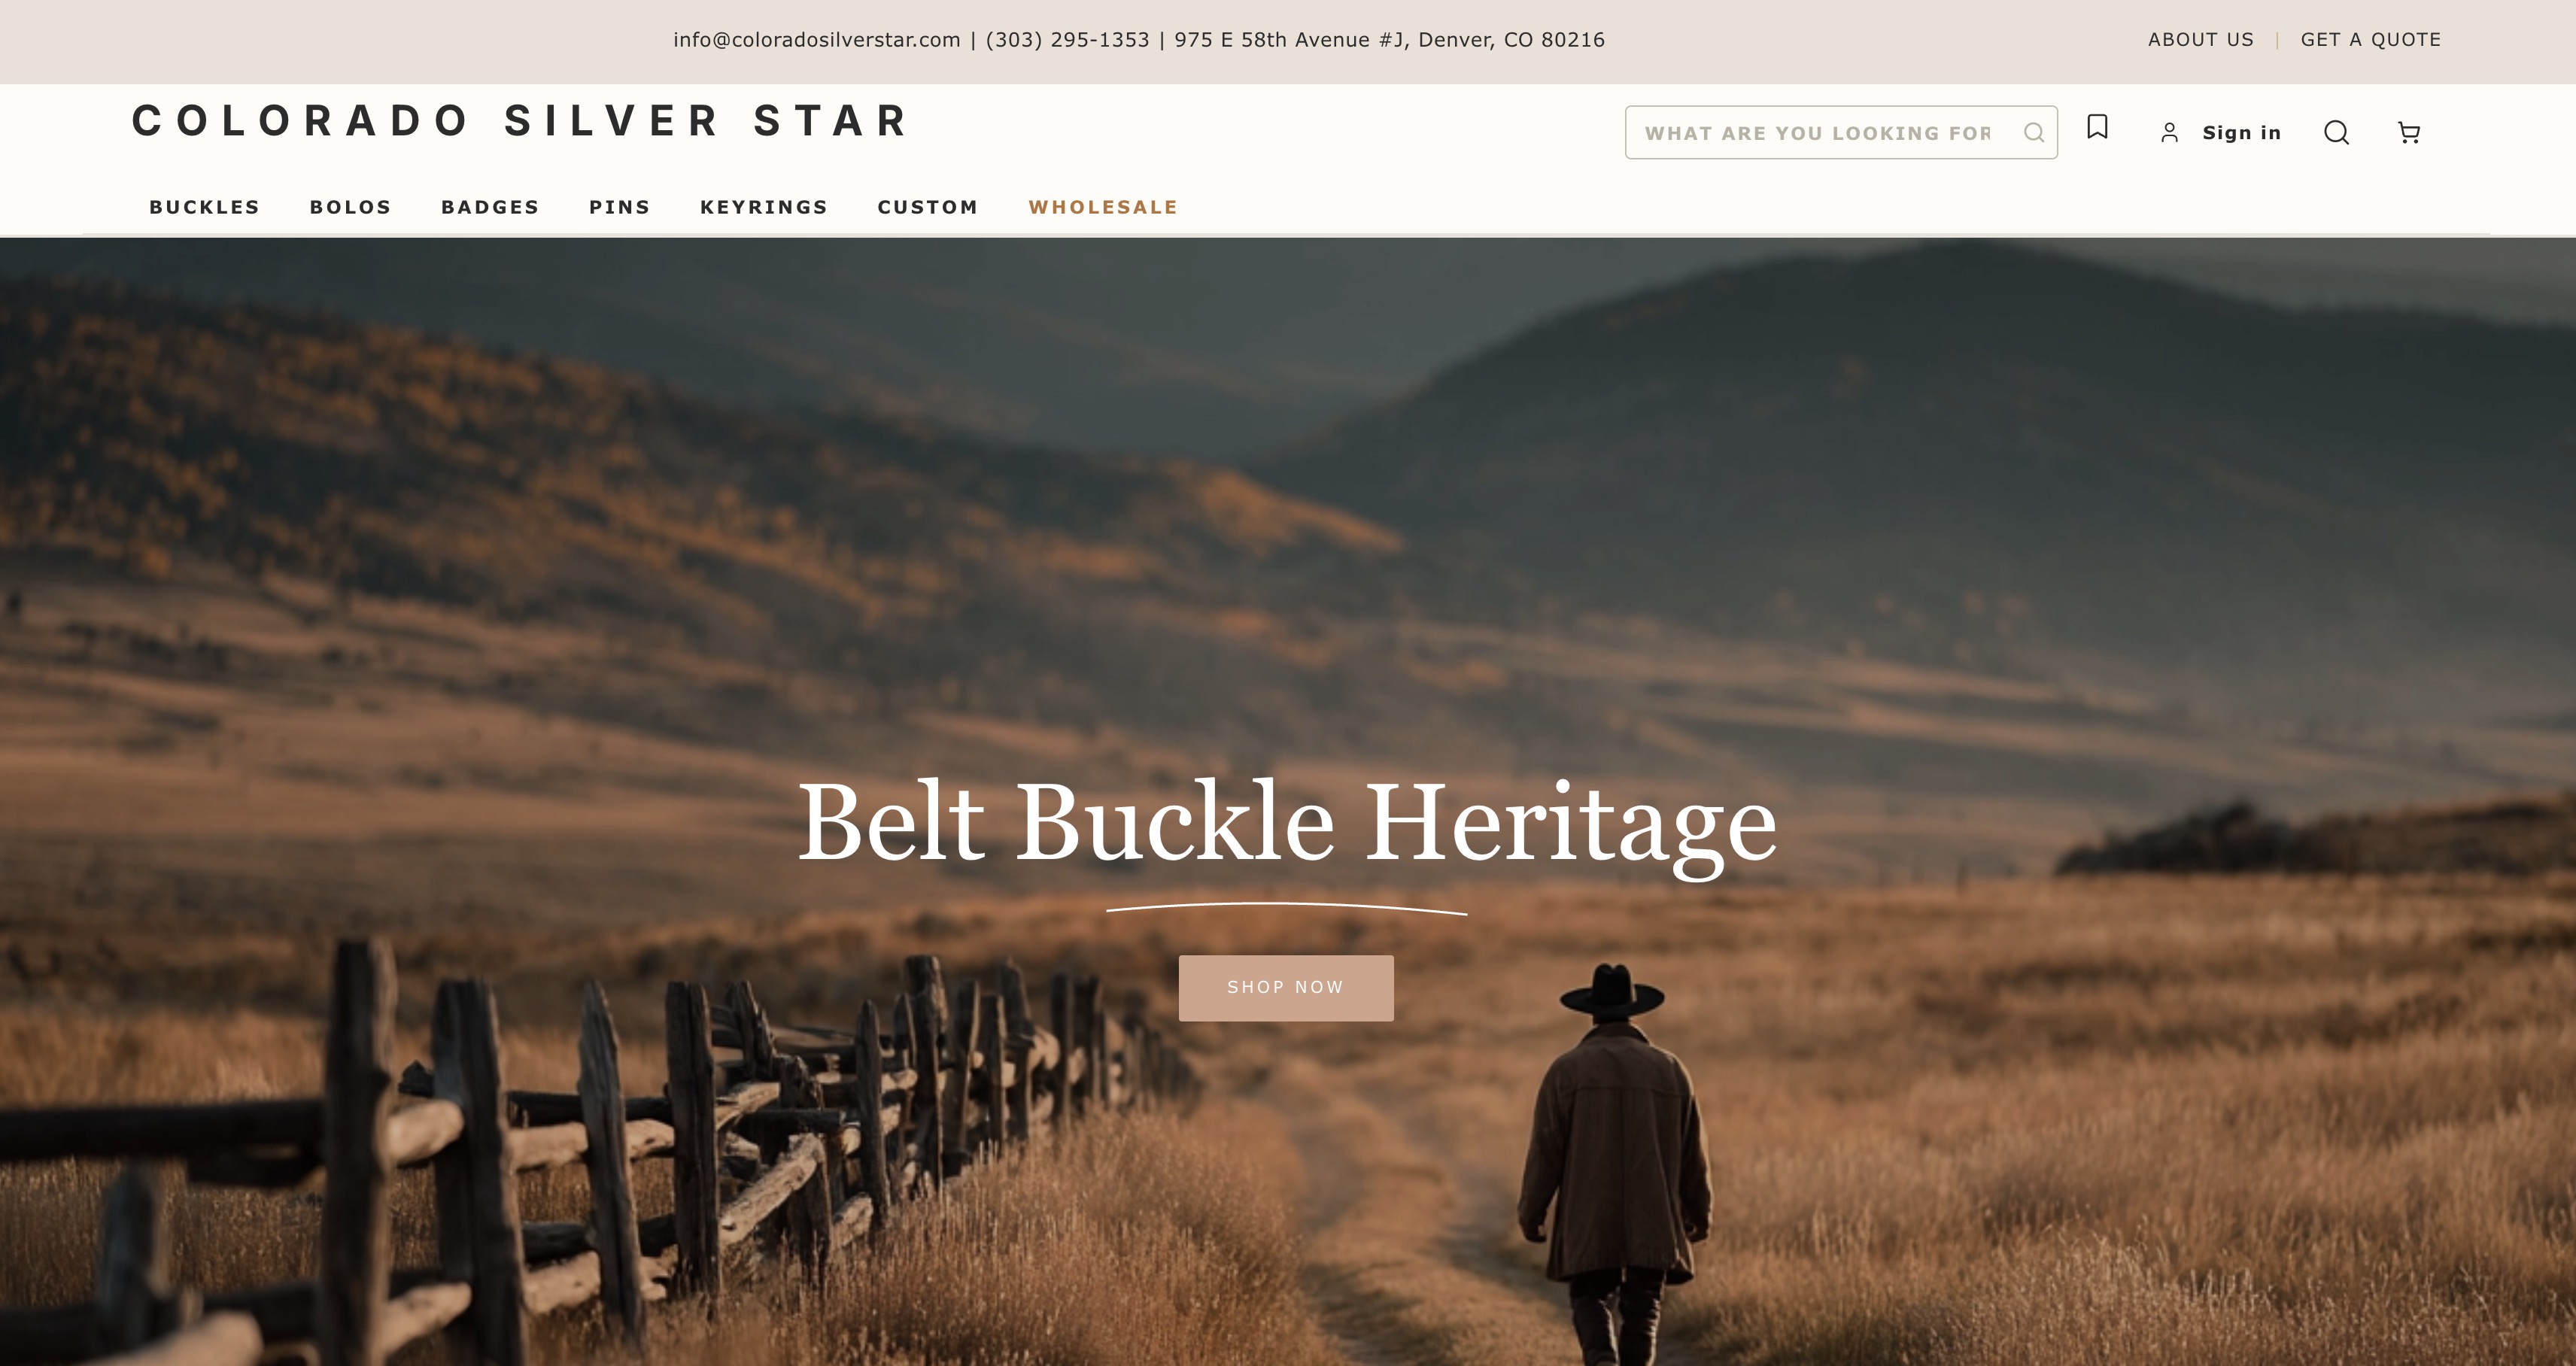 info@coloradosilverstar.com | (303) 295-1353 | 975 E 58th Avenue #J, Denver, CO 80216
ABOUT US | GET A QUOTE
COLORADO SILVER STAR
WHAT ARE YOU LOOKING FOR
Sign in
BUCKLES BOLOS BADGES PINS KEYRINGS CUSTOM WHOLESALE
Belt Buckle Heritage
SHOP NOW